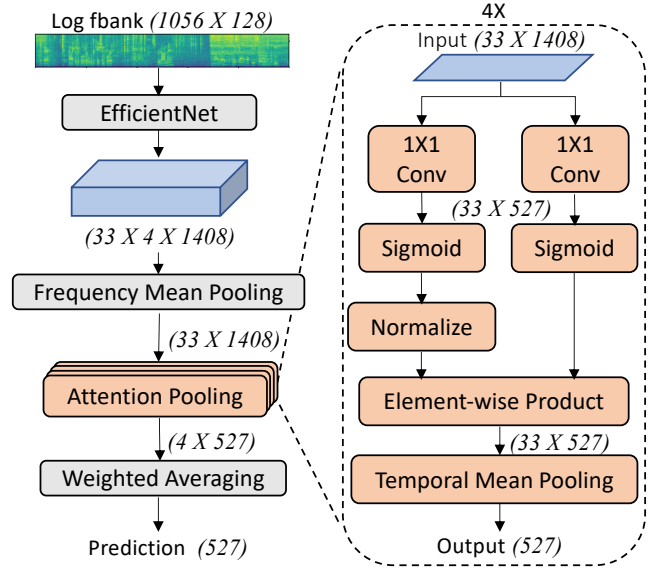 Log fbank (1056 X 128)
EfficientNet
(33 X 4 X 1408)
Frequency Mean Pooling
(33 X 1408)
Attention Pooling
(4 X 527)
Weighted Averaging
Prediction (527)
4X
Input (33 X 1408)
1X1
Conv
1X1
Conv
(33 X 527)
Sigmoid
Sigmoid
Normalize
Element-wise Product
(33 X 527)
Temporal Mean Pooling
Output (527)